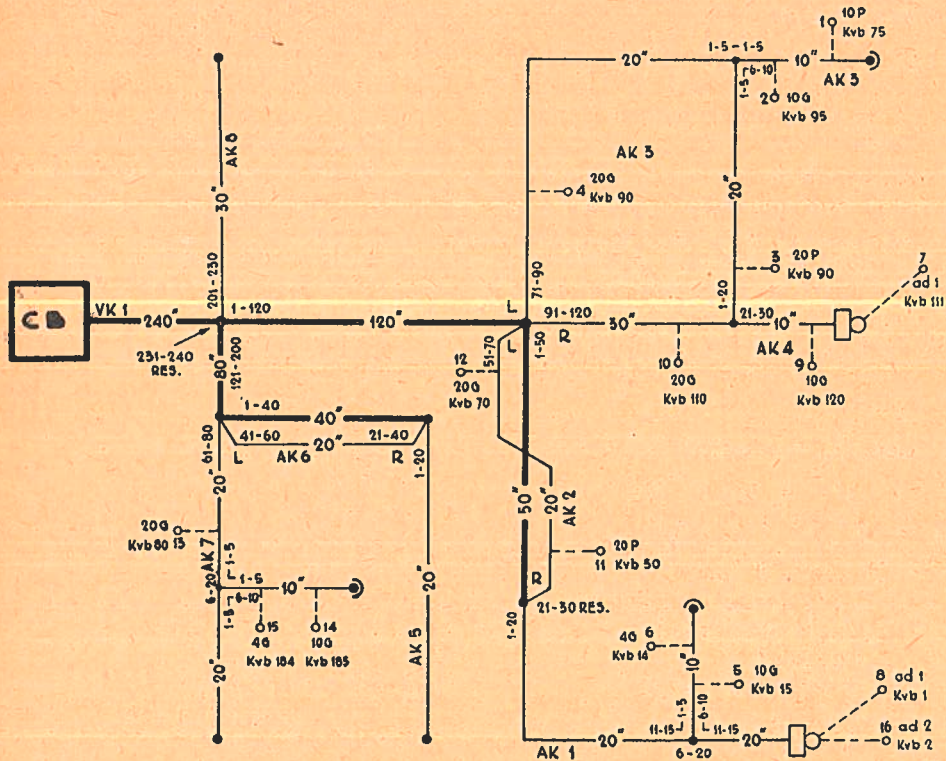 10P
1
Kvb 75
20"
1-5-1-5
10"
AK 3
1-5
6-10
2
10G
Kvb 95
AK 8
30"
201-230
AK 3
20G
4
Kvb 90
20"
71-90
3
20P
Kvb 90
1-20
7
ad 1
Kvb 111
CB
VK 1
240"
1-120
120"
L
91-120
R
30"
21-30
10"
AK 4
231-240
RES.
80"
121-200
L
51-70
1-50
12
20G
Kvb 70
10
20G
Kvb 110
9
10G
Kvb 120
1-40
40"
41-60
20"
21-40
L
AK 6
R
61-80
1-20
20"
50"
20"
AK 2
20G
Kvb 80 13
AK 7
1-5
20P
11 Kvb 50
6-20
1-5
10"
1-5
6-10
15
4G
Kvb 184
14
10G
Kvb 185
20"
20"
AK 5
R
21-30 RES.
1-20
4G 6
Kvb 14
10"
5 10G
Kvb 15
8 ad 1
Kvb 1
11-15
1-5
6-10
11-15
16 ad 2
Kvb 2
20"
6-20
20"
AK 1